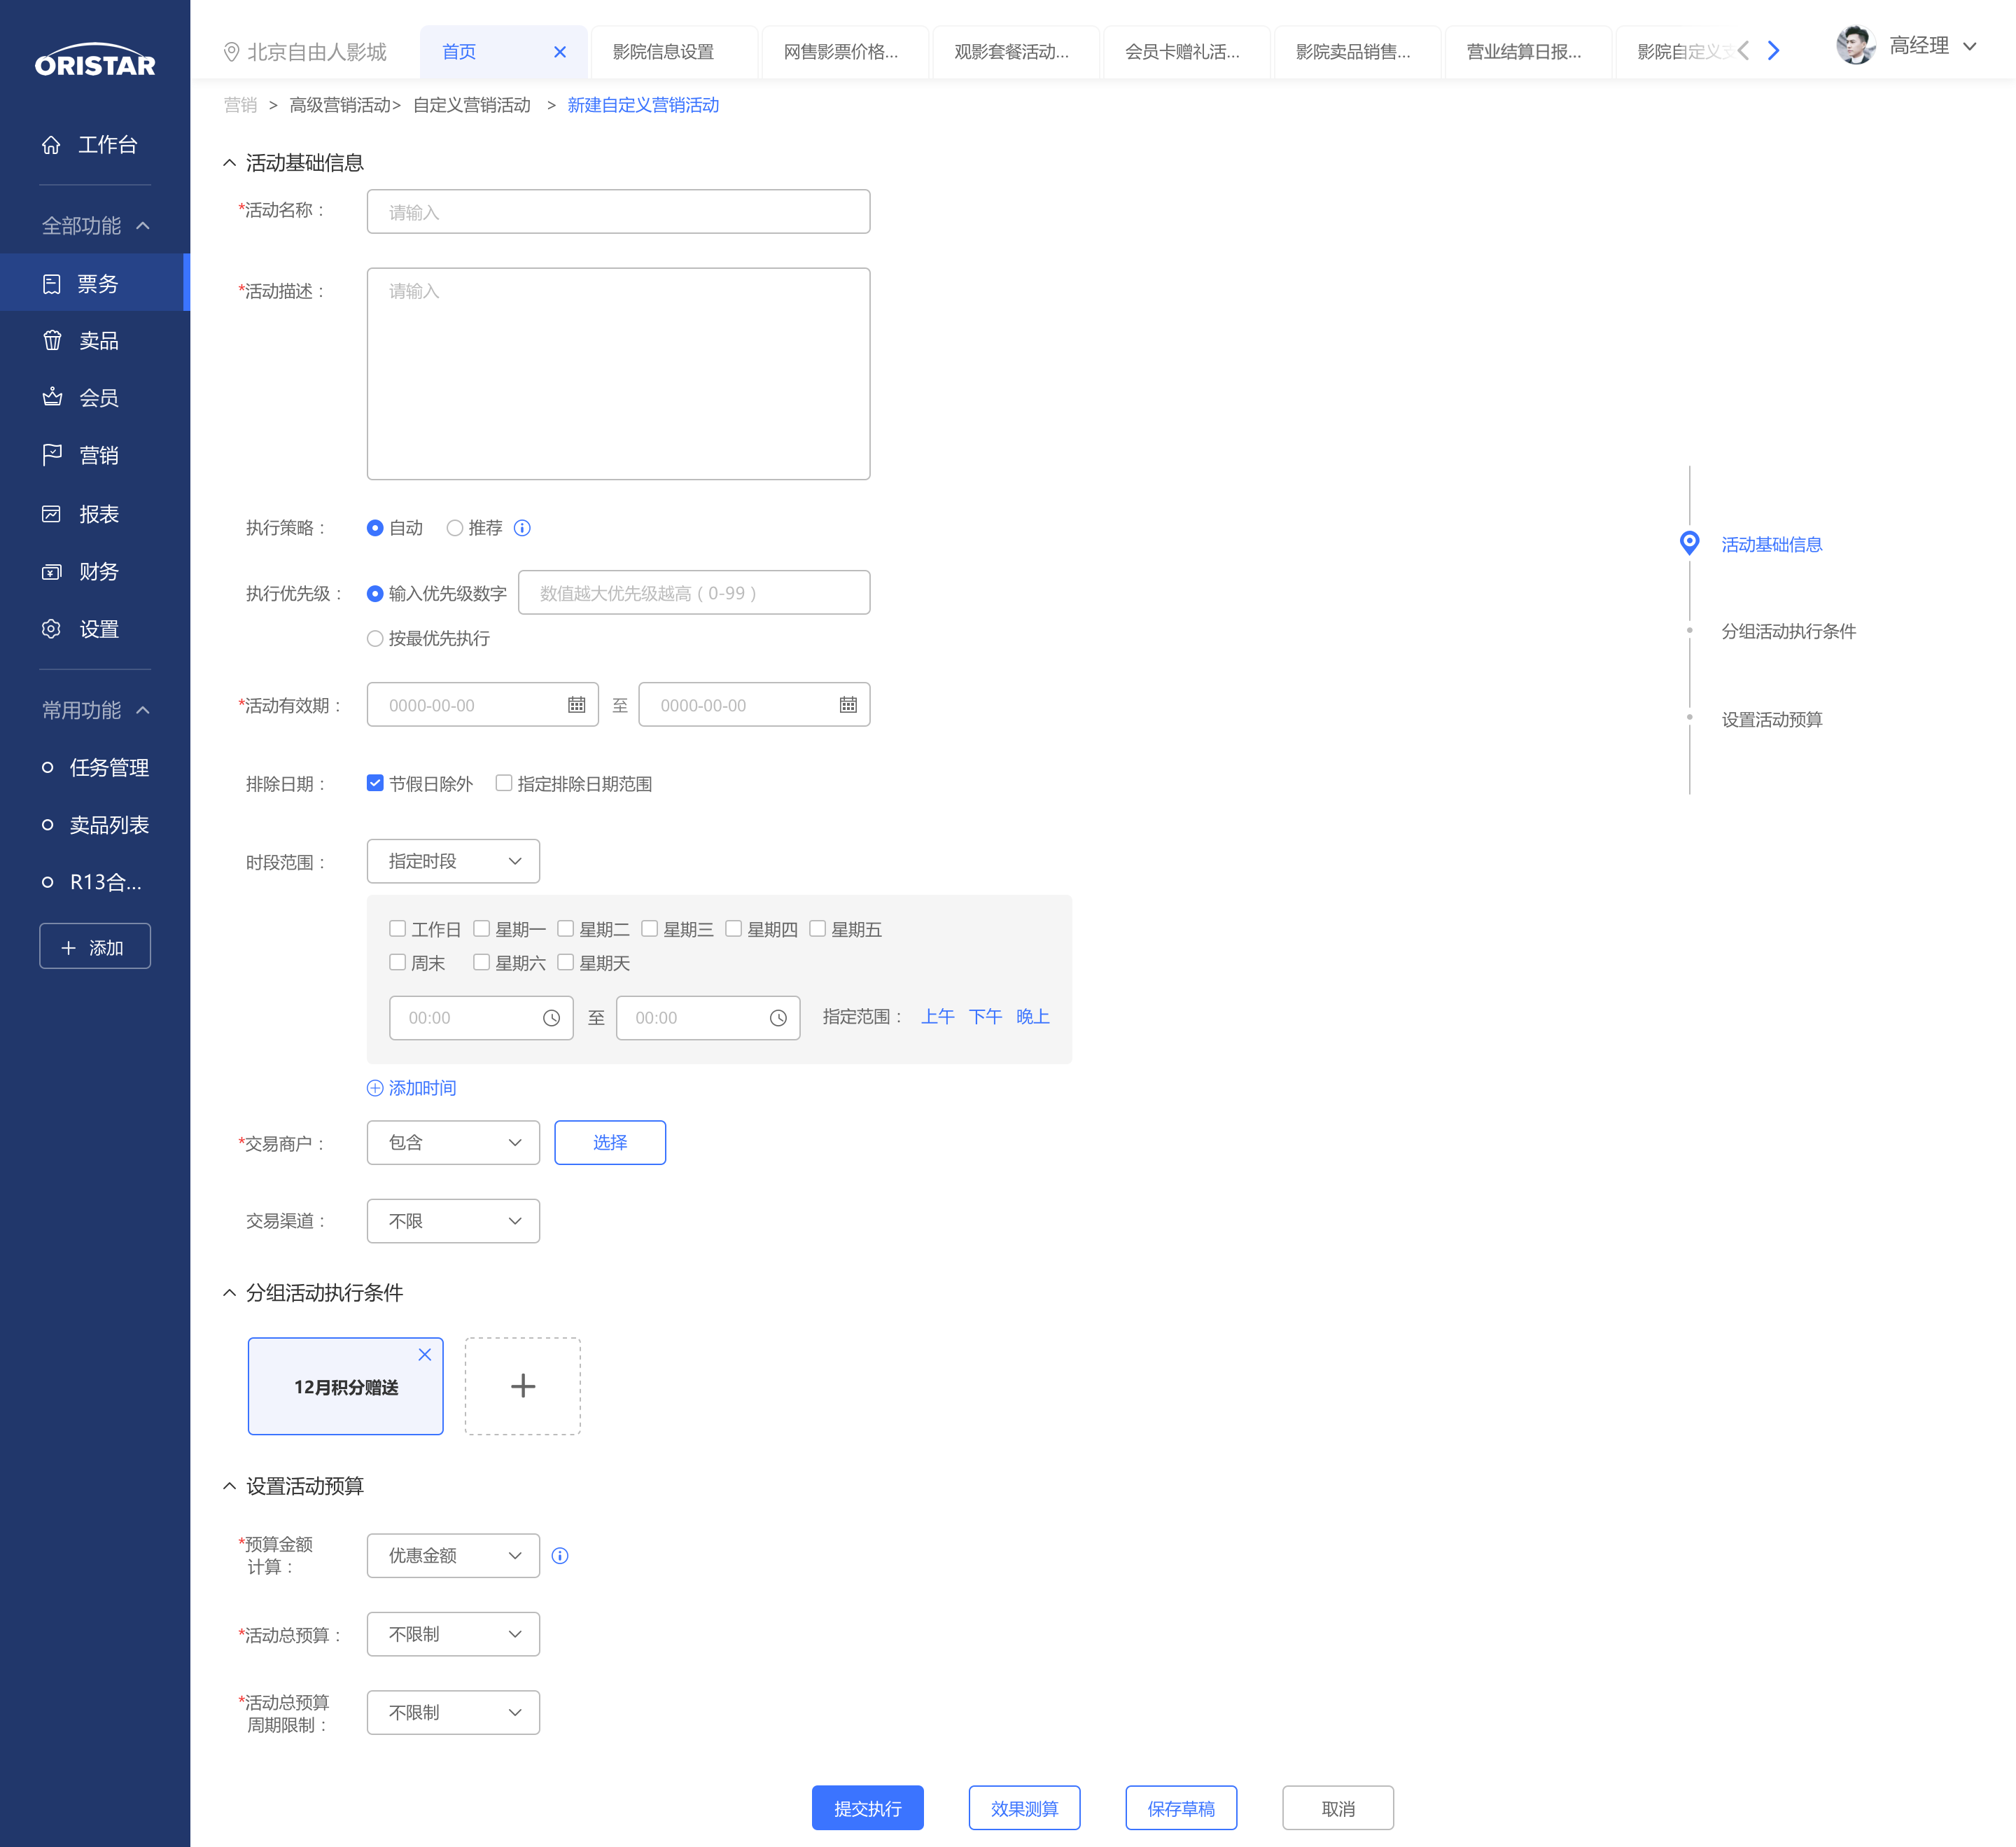 ORISTAR
工作台
全部功能
票务
卖品
会员
营销
报表
财务
设置
常用功能
任务管理
卖品列表
R13合...
添加
北京自由人影城
首页
影院信息设置
网售影票价格...
观影套餐活动...
会员卡赠礼活...
影院卖品销售...
营业结算日报...
影院自定义支
高经理
营销 > 高级营销活动> 自定义营销活动 > 新建自定义营销活动
活动基础信息
*活动名称：
请输入
*活动描述：
请输入
执行策略：
自动 推荐
执行优先级：
输入优先级数字
数值越大优先级越高（0-99）
按最优先执行
*活动有效期：
0000-00-00 至 0000-00-00
排除日期：
节假日除外 指定排除日期范围
时段范围：
指定时段
工作日 星期一 星期二 星期三 星期四 星期五
周末 星期六 星期天
00:00 至 00:00 指定范围： 上午 下午 晚上
添加时间
*交易商户：
包含
选择
交易渠道：
不限
分组活动执行条件
12月积分赠送
设置活动预算
*预算金额
计算：
优惠金额
*活动总预算：
不限制
*活动总预算
周期限制：
不限制
提交执行
效果测算
保存草稿
取消
活动基础信息
分组活动执行条件
设置活动预算